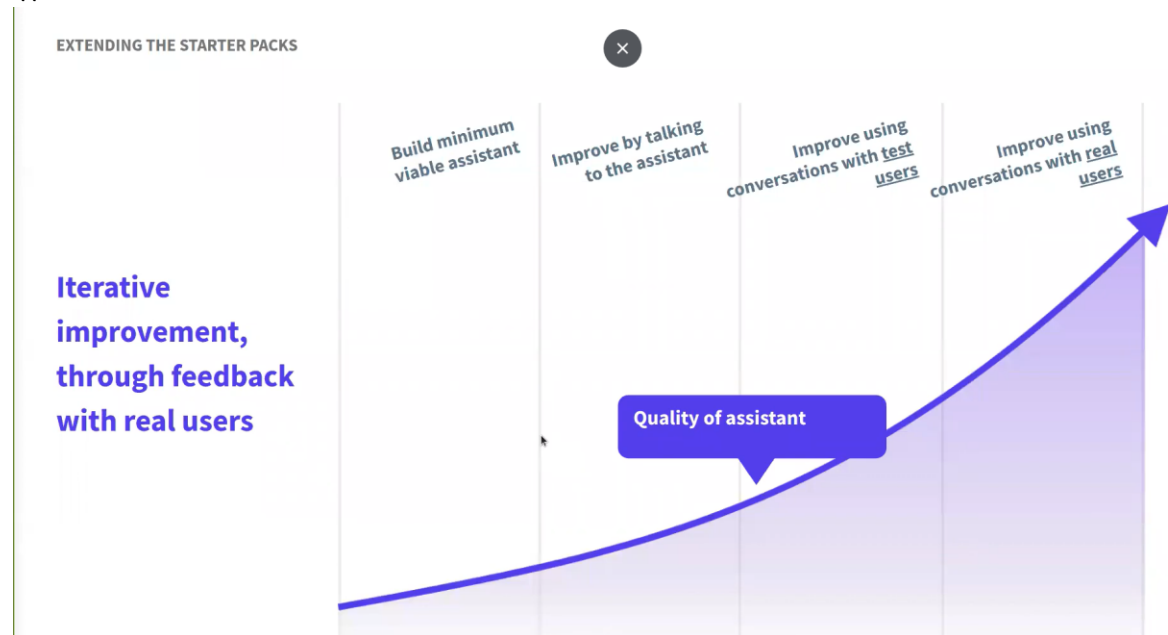 EXTENDING THE STARTER PACKS
Build minimum
viable assistant
Improve by talking
to the assistant
Improve using
conversations with test
users
Improve using
conversations with real
users
Iterative
improvement,
through feedback
with real users
Quality of assistant